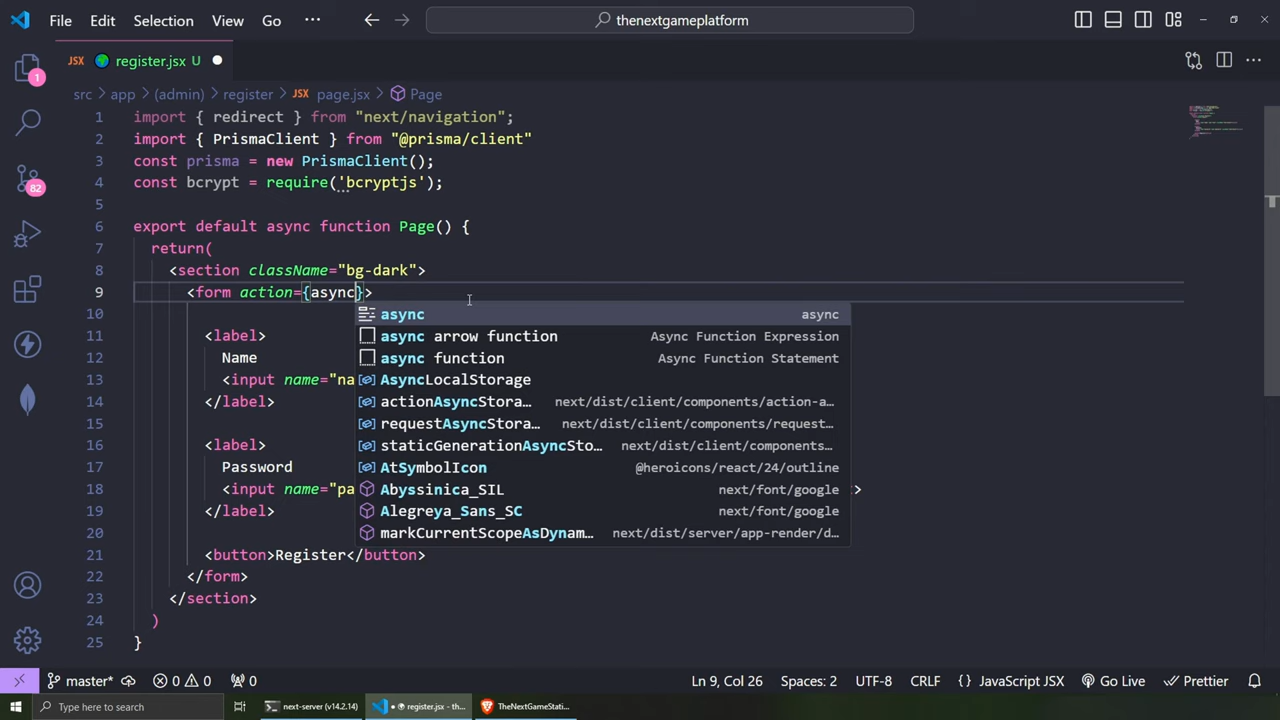 File Edit Selection View Go ··· thenextgameplatform
JSX register.jsx U
1
src app (admin) register JSX page.jsx Page
1 import { redirect } from "next/navigation";
2 import { PrismaClient } from "@prisma/client"
3 const prisma = new PrismaClient();
4 const bcrypt = require('bcryptjs');
82
5
6 export default async function Page() {
7 return(
8 <section className="bg-dark">
9 <form action={async}>
10 async async
11 <label> async arrow function Async Function Expression
12 Name async function Async Function Statement
13 <input name="na AsyncLocalStorage
14 </label> actionAsyncStora… next/dist/client/components/action-a…
15 requestAsyncStora… next/dist/client/components/request…
16 <label> staticGenerationAsyncSto… next/dist/client/components…
17 Password AtSymbolIcon @heroicons/react/24/outline
18 <input name="pa Abyssinica_SIL next/font/google >
19 </label> Alegreya_Sans_SC next/font/google
20 markCurrentScopeAsDynam… next/dist/server/app-render/d…
21 <button>Register</button>
22 </form>
23 </section>
24 )
25 }
master* 0 0 0 Ln 9, Col 26 Spaces: 2 UTF-8 CRLF {} JavaScript JSX Go Live Prettier
Type here to search next-server (v14.2.14) register.jsx - th... TheNextGameStati...